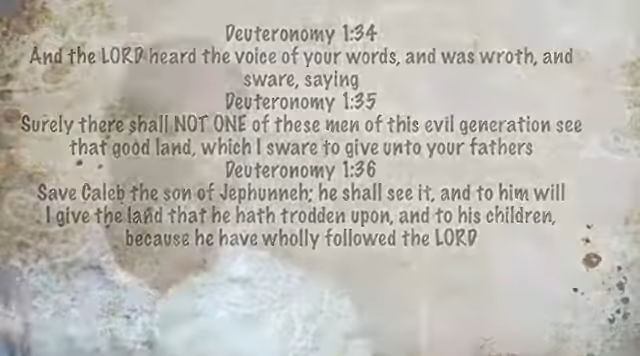 Deuteronomy 1:34
And the LORD heard the voice of your words, and was wroth, and
sware, saying
Deuteronomy 1:35
Surely there shall NOT ONE of these men of this evil generation see
that good land, which I sware to give unto your fathers
Deuteronomy 1:36
Save Caleb the son of Jephunneh; he shall see it, and to him will
I give the land that he hath trodden upon, and to his children,
because he have wholly followed the LORD